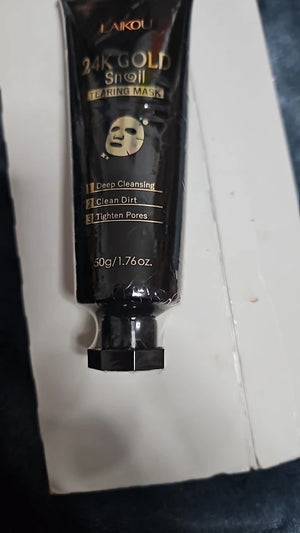 LAIKOU
24K GOLD
Snail
TEARING MASK
1 Deep Cleansing
2 Clean Dirt
3 Tighten Pores
50g/1.76oz.